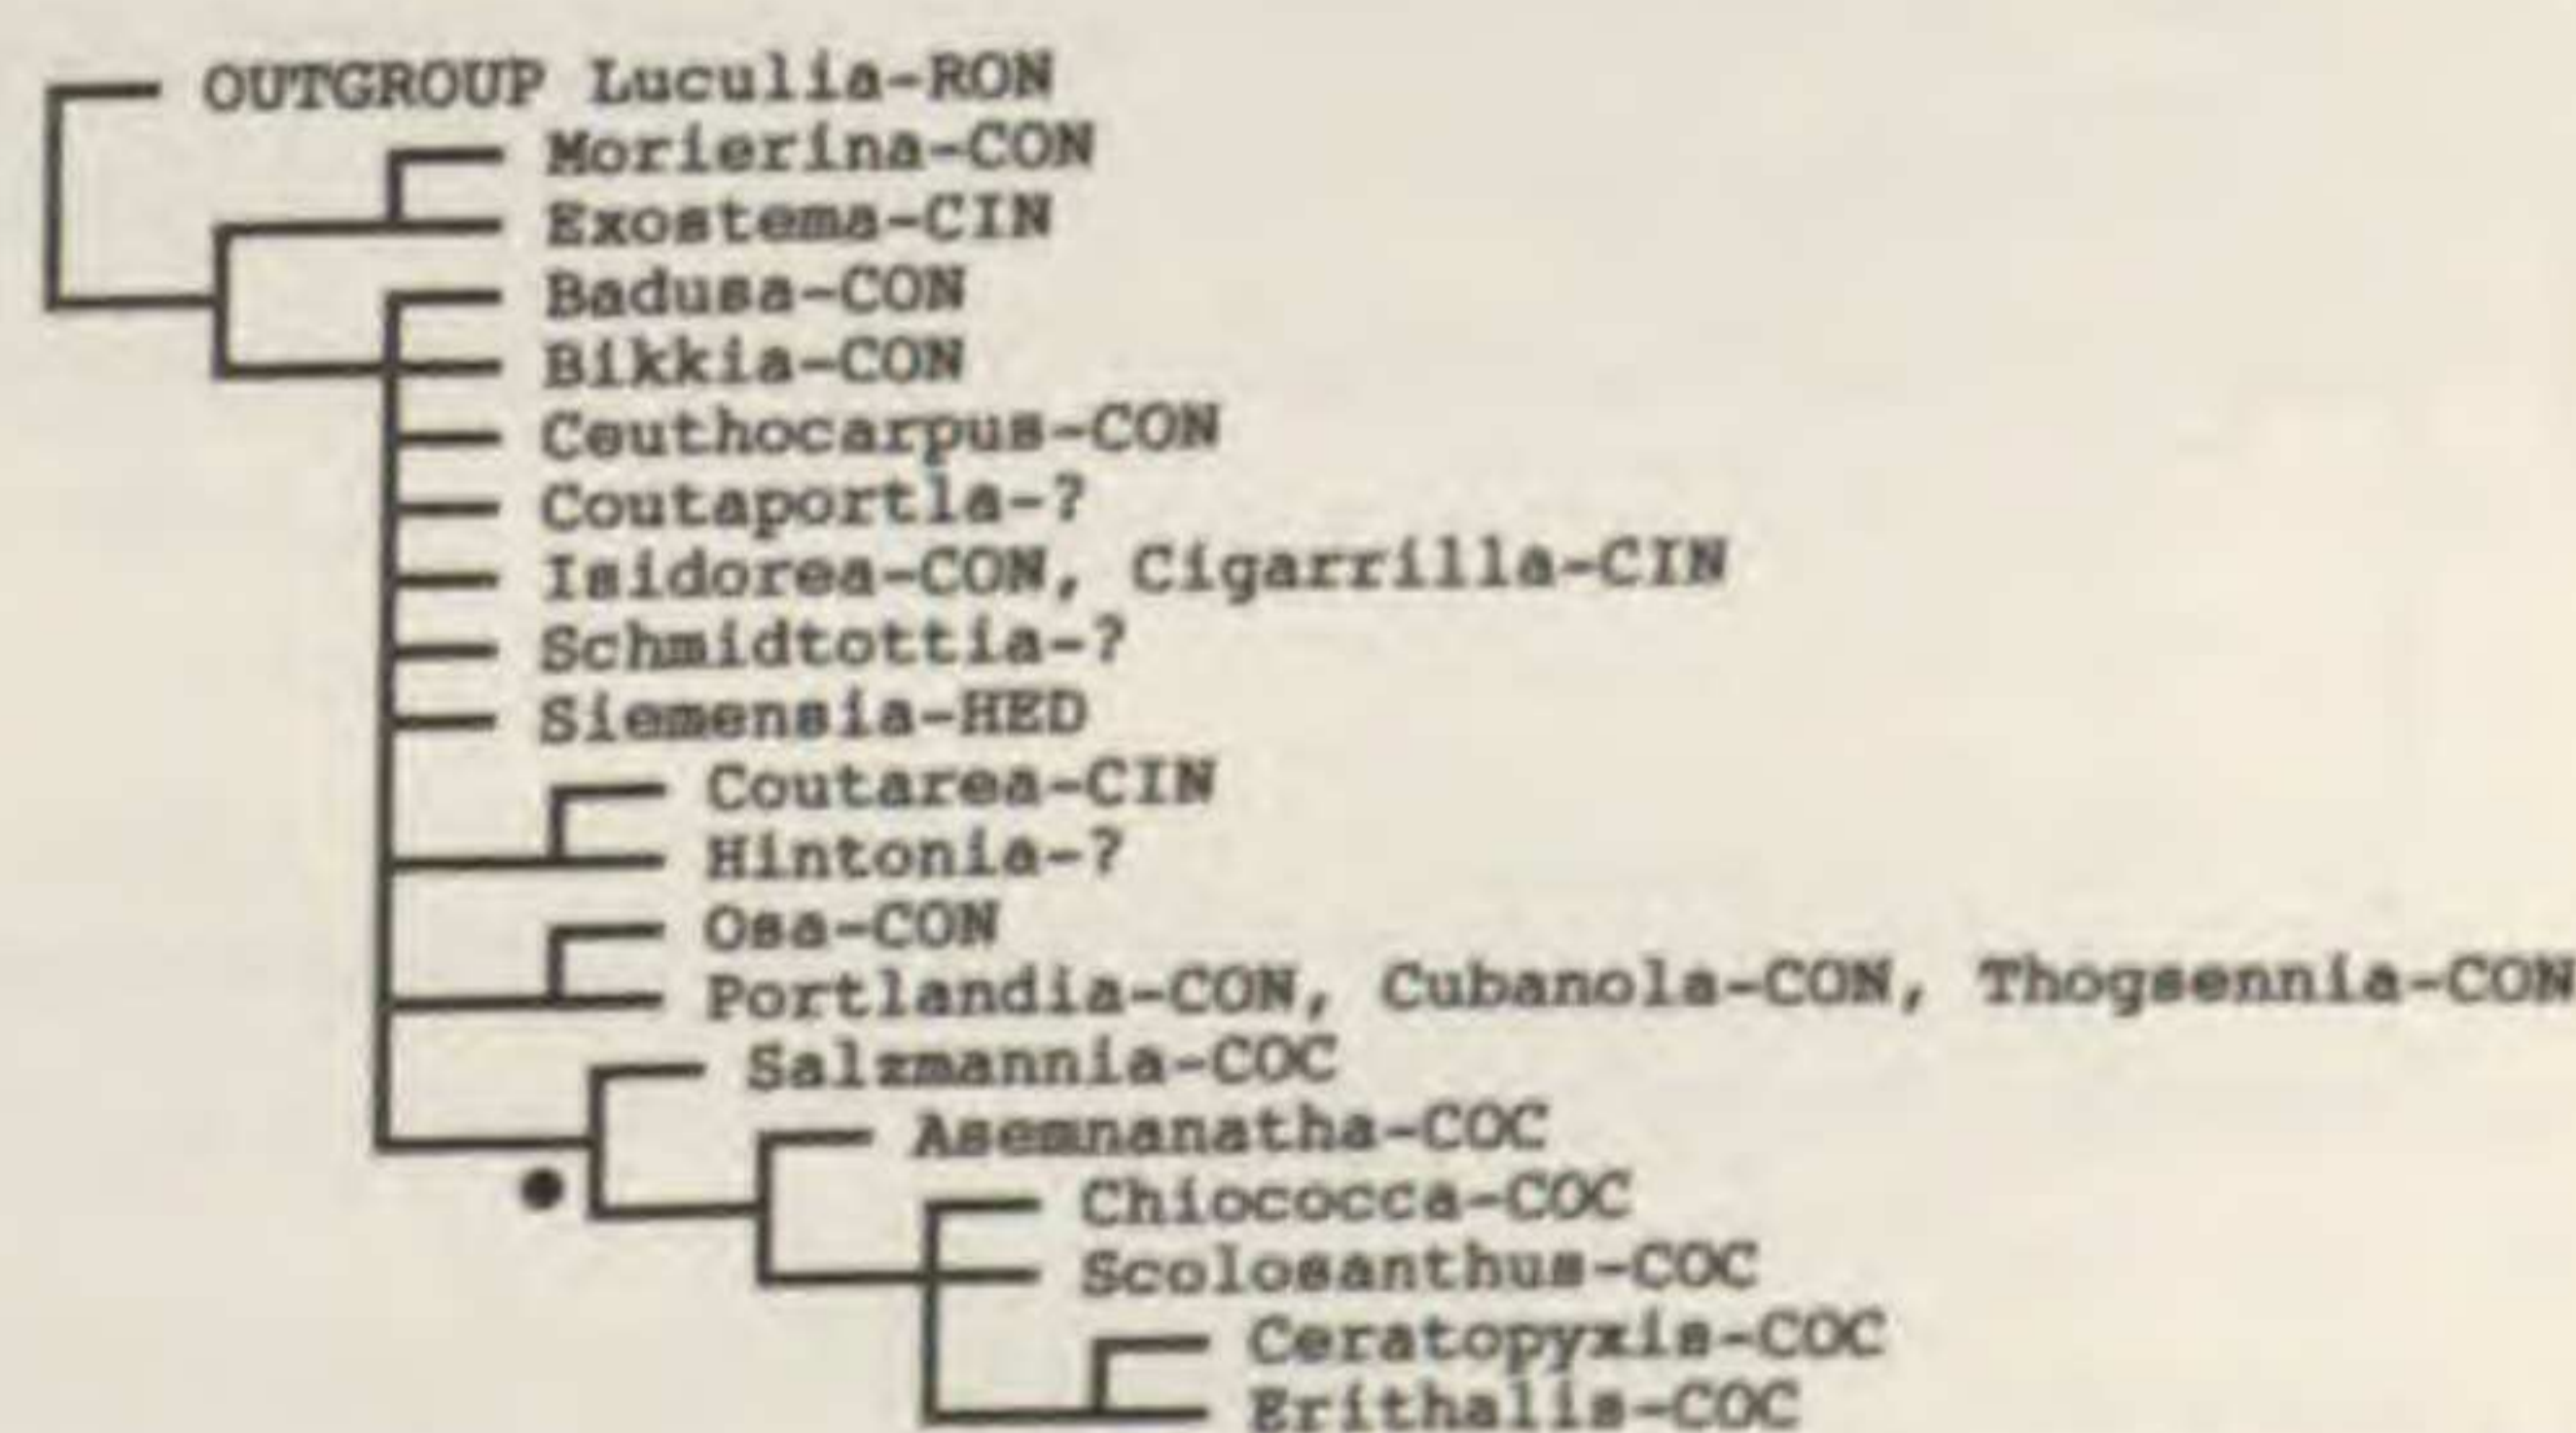 OUTGROUP Luculia-RON
Morierina-CON
Exostema-CIN
Badusa-CON
Bikkia-CON
Ceuthocarpus-CON
Coutaportla-?
Isidorea-CON, Cigarrilla-CIN
Schmidtottia-?
Siemensia-HED
Coutarea-CIN
Hintonia-?
Osa-CON
Portlandia-CON, Cubanola-CON, Thogsennia-CON
Salzmannia-COC
Asemnanatha-COC
Chiococca-COC
Scolosanthus-COC
Ceratopyxis-COC
Erithalis-COC